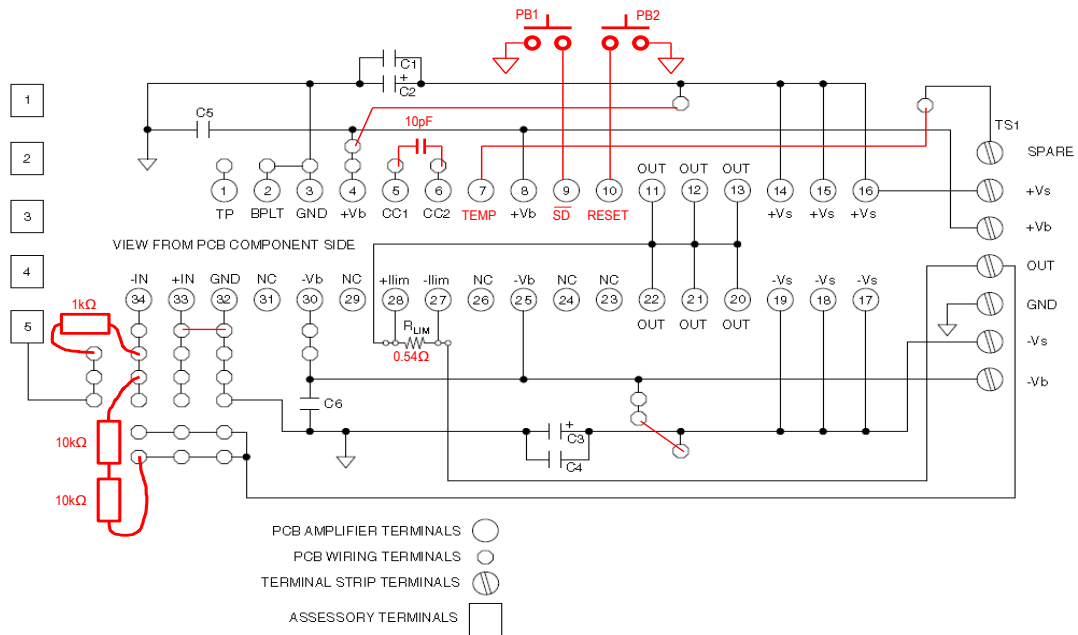 PB1 PB2
C1
+
C2
1
C5
10pF
TS1
2
SPARE
OUT OUT OUT
1 2 3 4 5 6 7 8 9 10 11 12 13 14 15 16
+Vs
TP BPLT GND +Vb CC1 CC2 TEMP +Vb SD RESET +Vs +Vs +Vs
3
+Vb
VIEW FROM PCB COMPONENT SIDE
4
OUT
-IN +IN GND NC -Vb NC +Ilim -Ilim NC -Vb NC NC -Vs -Vs -Vs
34 33 32 31 30 29 28 27 26 25 24 23 22 21 20 19 18 17
1kΩ
GND
OUT OUT OUT
5
RLIM
-Vs
0.54Ω
-Vb
C6
+
C3
10kΩ
C4
10kΩ
PCB AMPLIFIER TERMINALS
PCB WIRING TERMINALS
TERMINAL STRIP TERMINALS
ASSESSORY TERMINALS